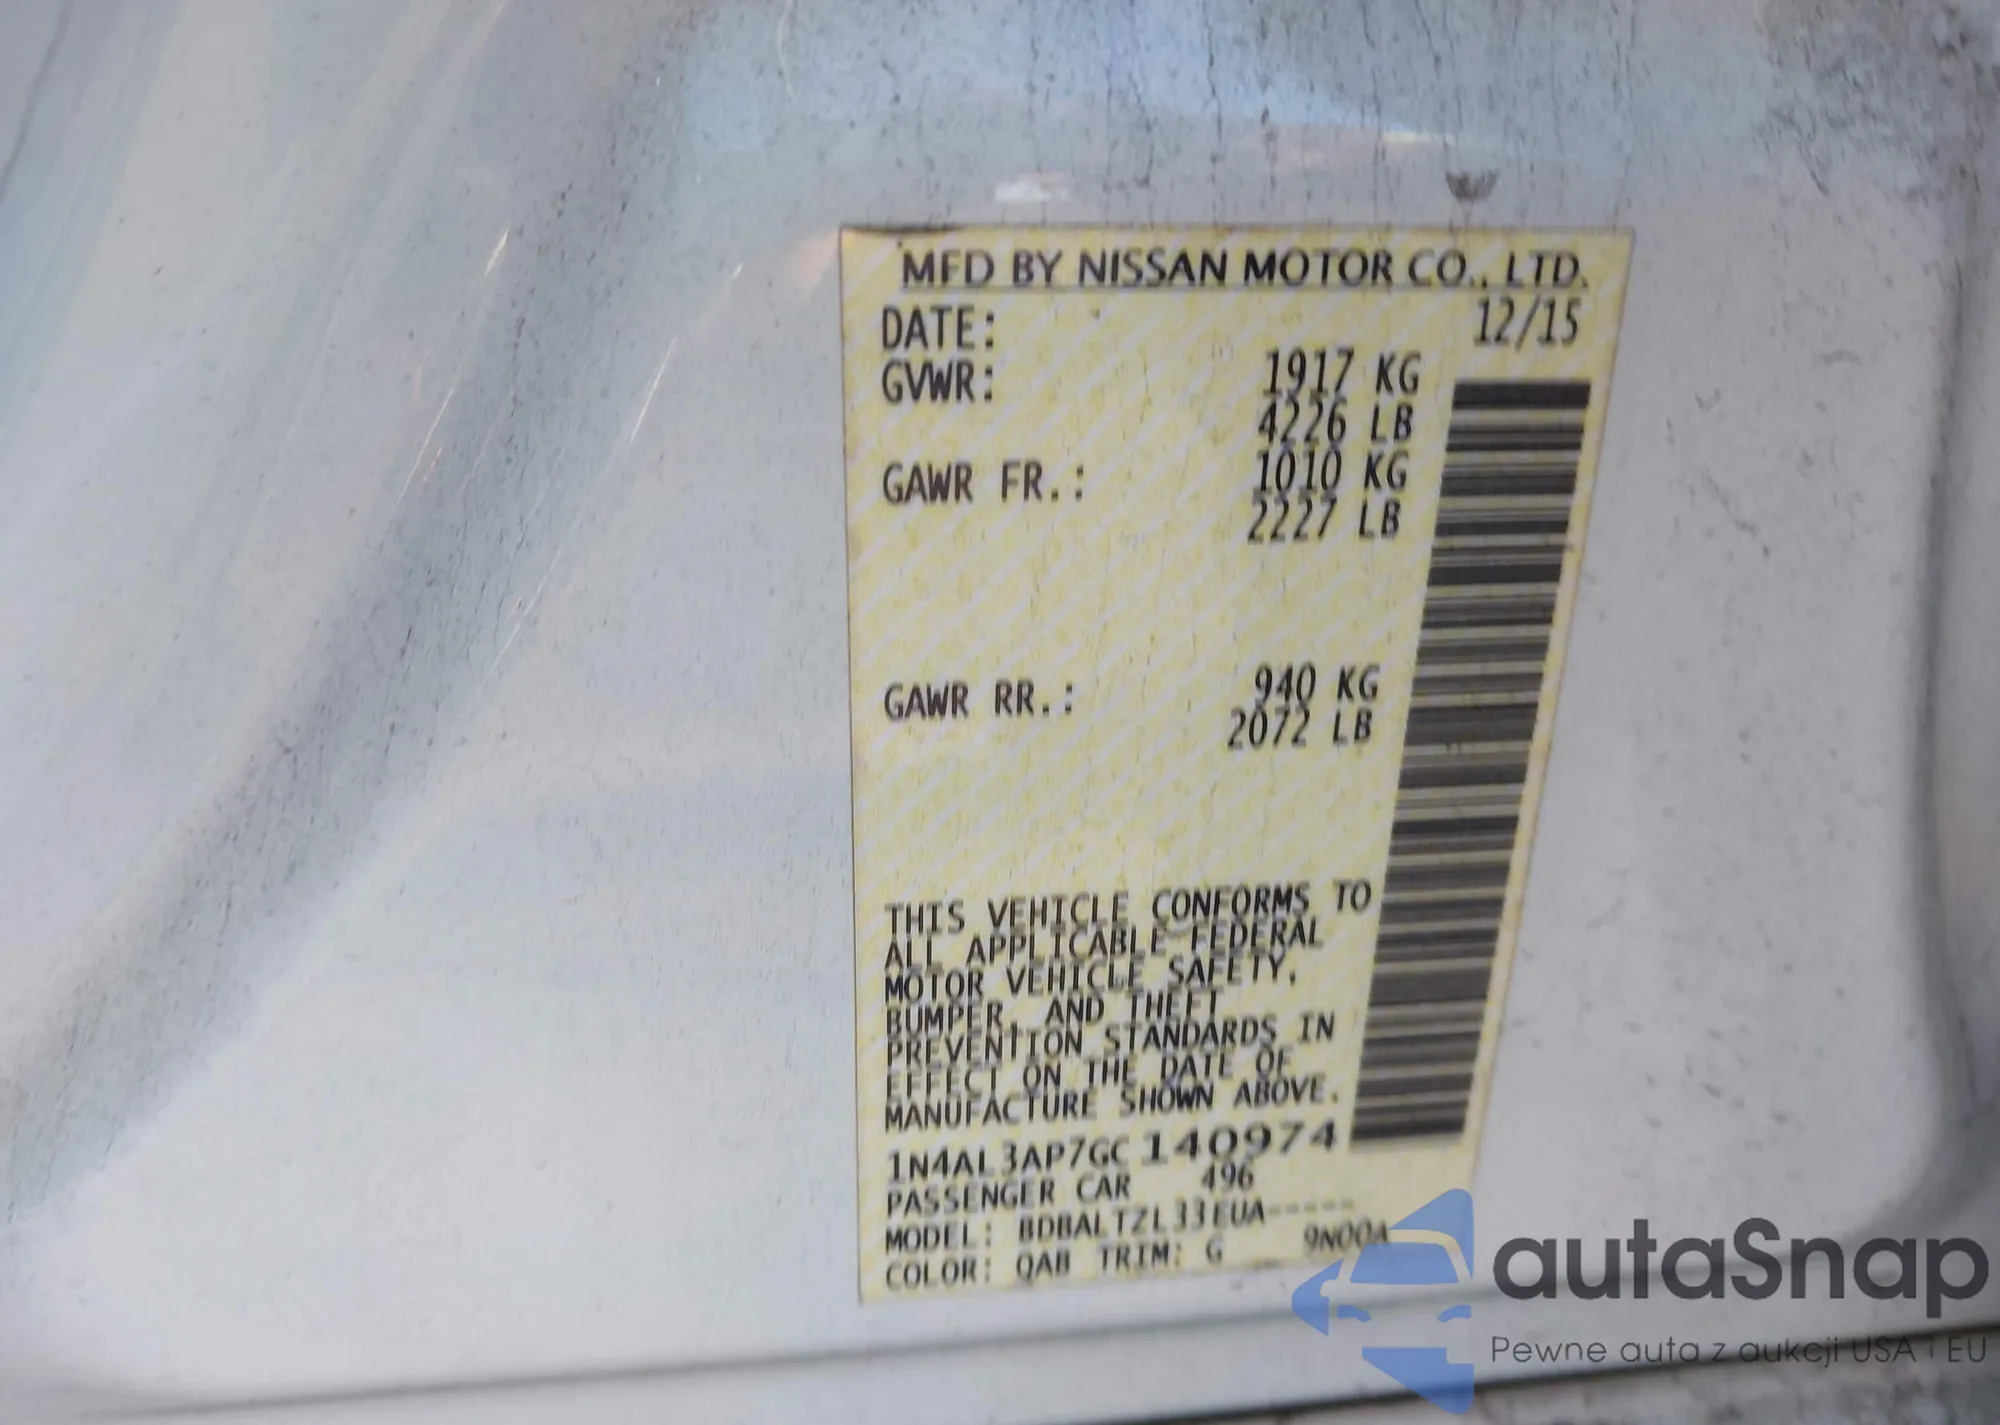 MFD BY NISSAN MOTOR CO., LTD.
DATE: 12/15
GVWR: 1917 KG
4226 LB
GAWR FR.: 1010 KG
2227 LB
GAWR RR.: 940 KG
2072 LB
THIS VEHICLE CONFORMS TO
ALL APPLICABLE FEDERAL
MOTOR VEHICLE SAFETY,
BUMPER, AND THEFT
PREVENTION STANDARDS IN
EFFECT ON THE DATE OF
MANUFACTURE SHOWN ABOVE.
1N4AL3AP7GC140974
PASSENGER CAR 496
MODEL: BDBALTZL33EUA-----
COLOR: QAB TRIM: G 9N00A
autaSnap
Pewne auta z aukcji USA i EU